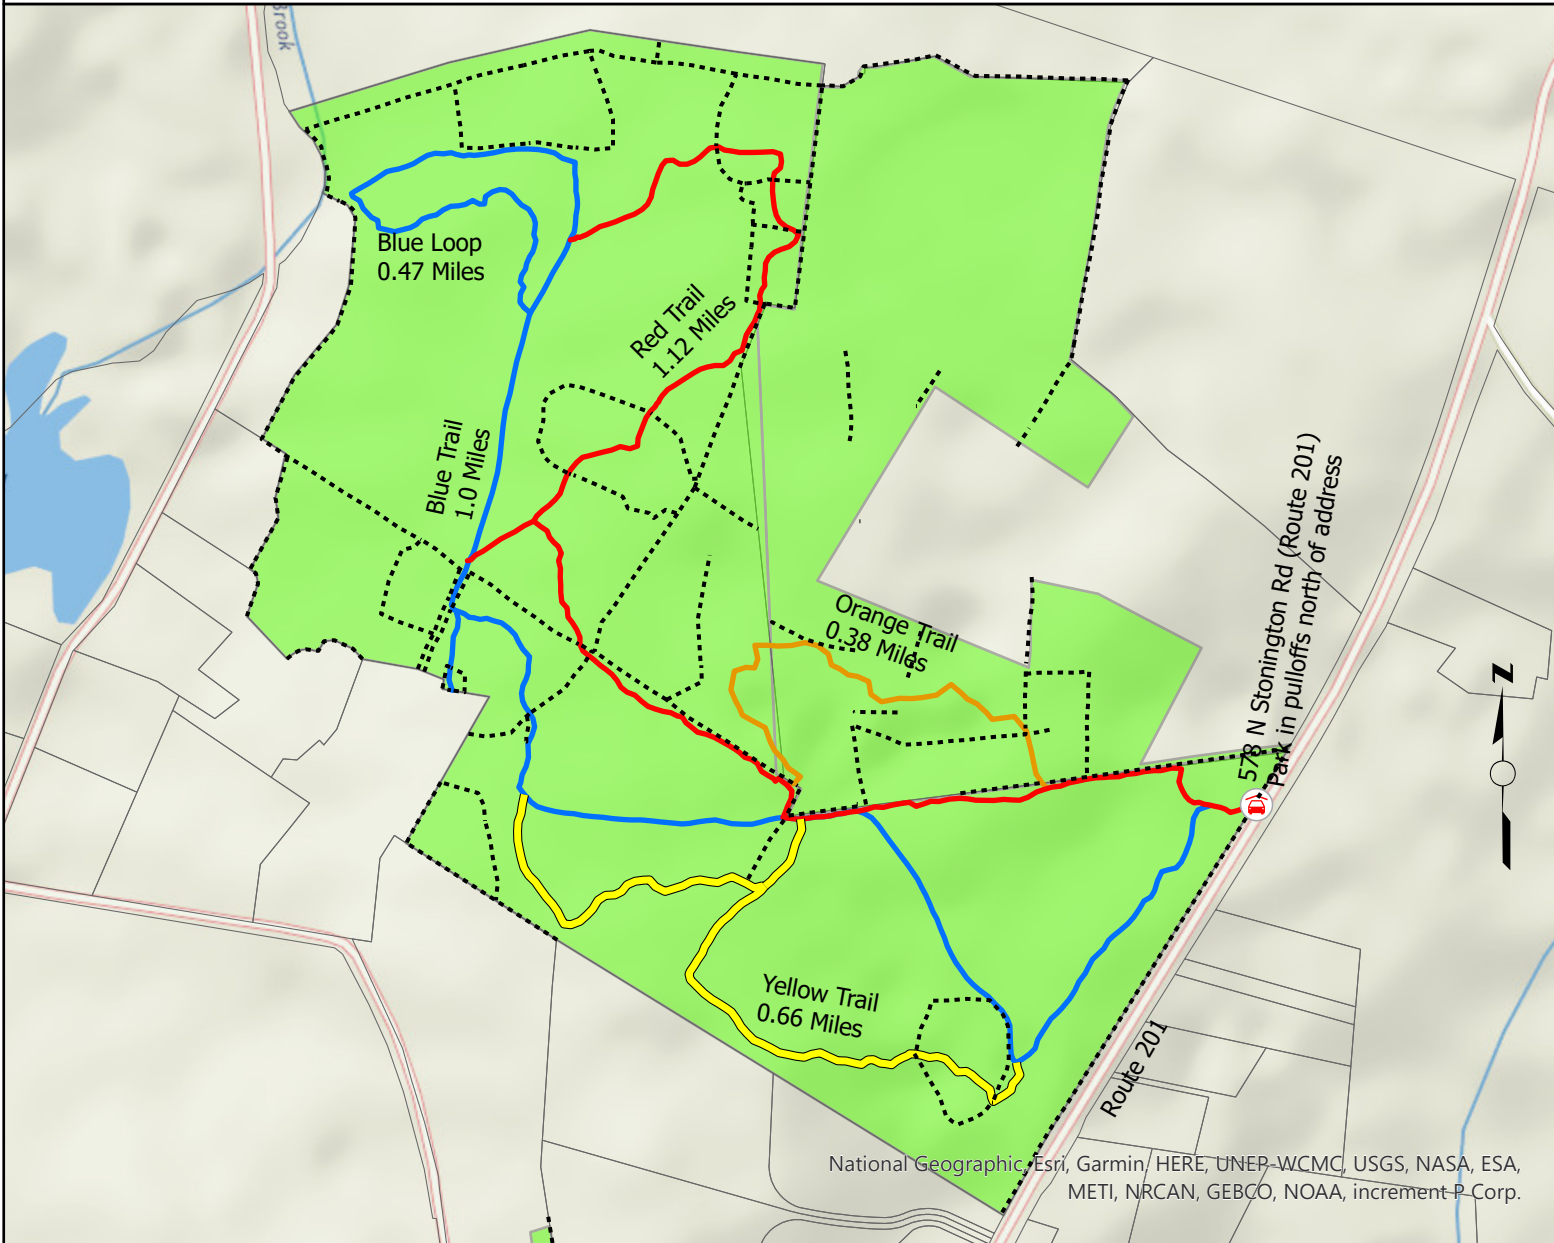 Brook
Blue Loop
0.47 Miles
Red Trail
1.12 Miles
Blue Trail
1.0 Miles
Orange Trail
0.38 Miles
578 N Stonington Rd (Route 201)
Park in pulloffs north of address
N
Yellow Trail
0.66 Miles
Route 201
National Geographic, Esri, Garmin, HERE, UNEP-WCMC, USGS, NASA, ESA,
METI, NRCAN, GEBCO, NOAA, increment P Corp.